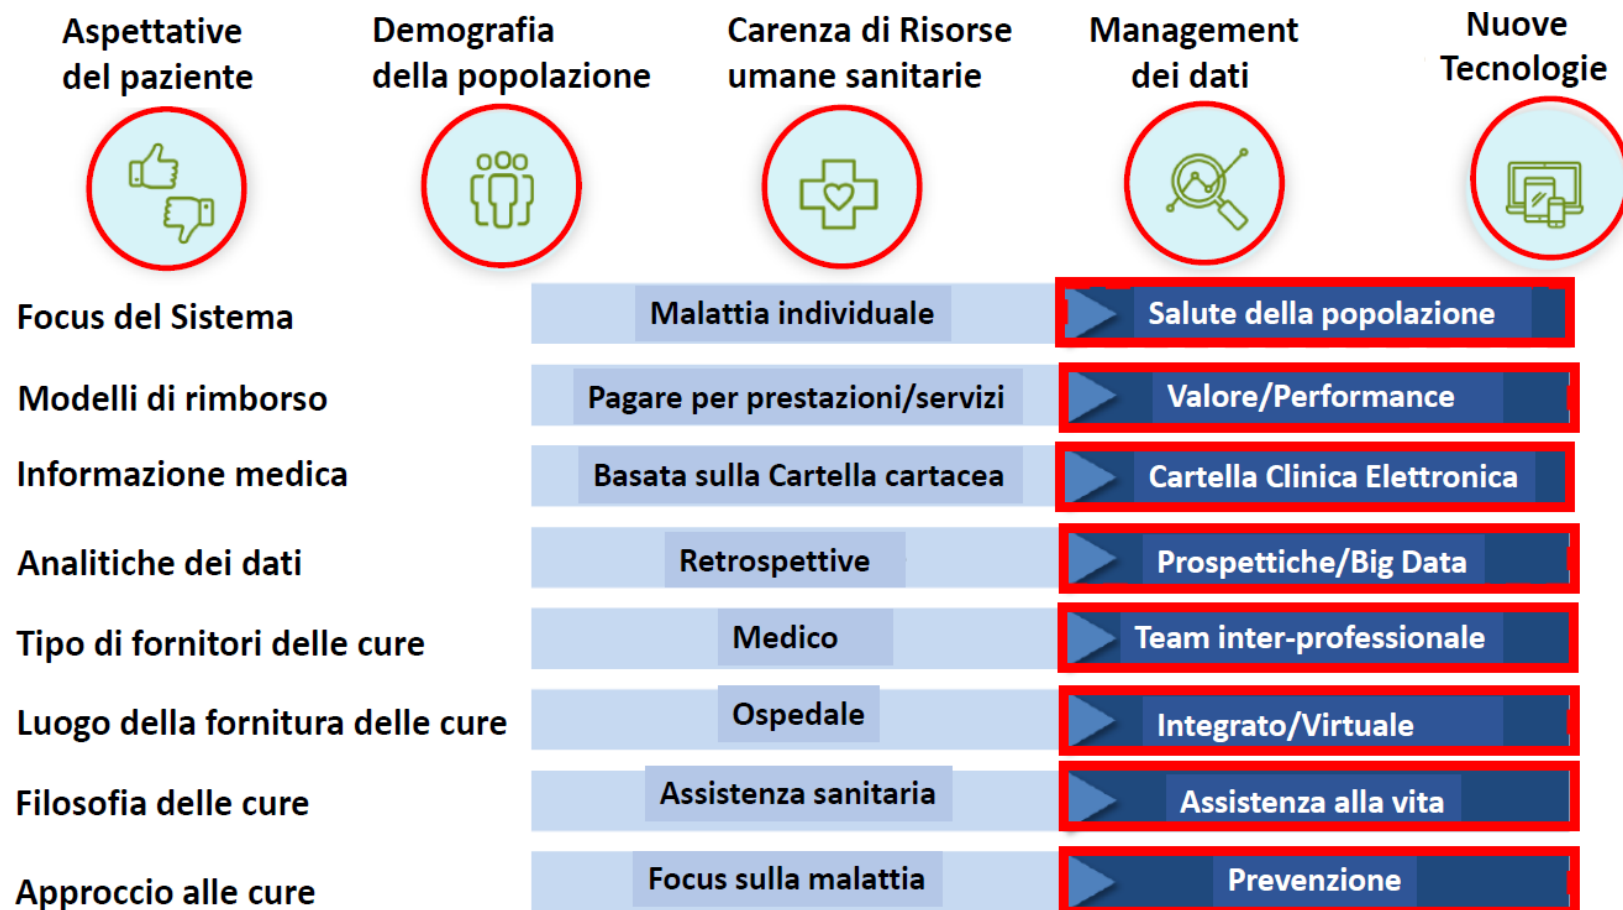 Aspettative
del paziente
Demografia
della popolazione
Carenza di Risorse
umane sanitarie
Management
dei dati
Nuove
Tecnologie
Focus del Sistema
Malattia individuale
Salute della popolazione
Modelli di rimborso
Pagare per prestazioni/servizi
Valore/Performance
Informazione medica
Basata sulla Cartella cartacea
Cartella Clinica Elettronica
Analitiche dei dati
Retrospettive
Prospettiche/Big Data
Tipo di fornitori delle cure
Medico
Team inter-professionale
Luogo della fornitura delle cure
Ospedale
Integrato/Virtuale
Filosofia delle cure
Assistenza sanitaria
Assistenza alla vita
Approccio alle cure
Focus sulla malattia
Prevenzione